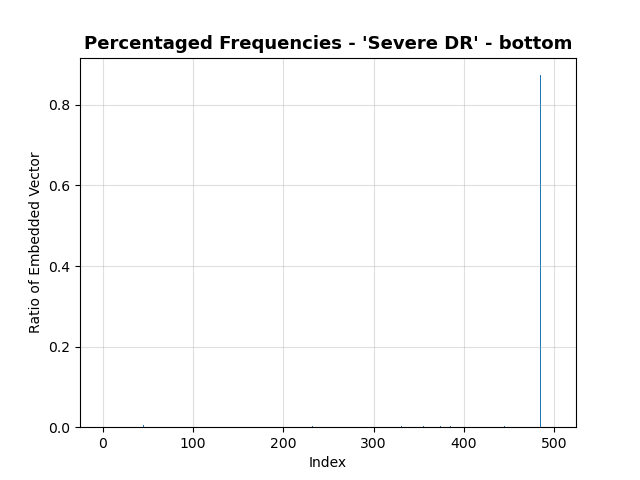 Percentaged Frequencies - 'Severe DR' - bottom
Ratio of Embedded Vector
0.8
0.6
0.4
0.2
0.0
0 100 200 300 400 500
Index